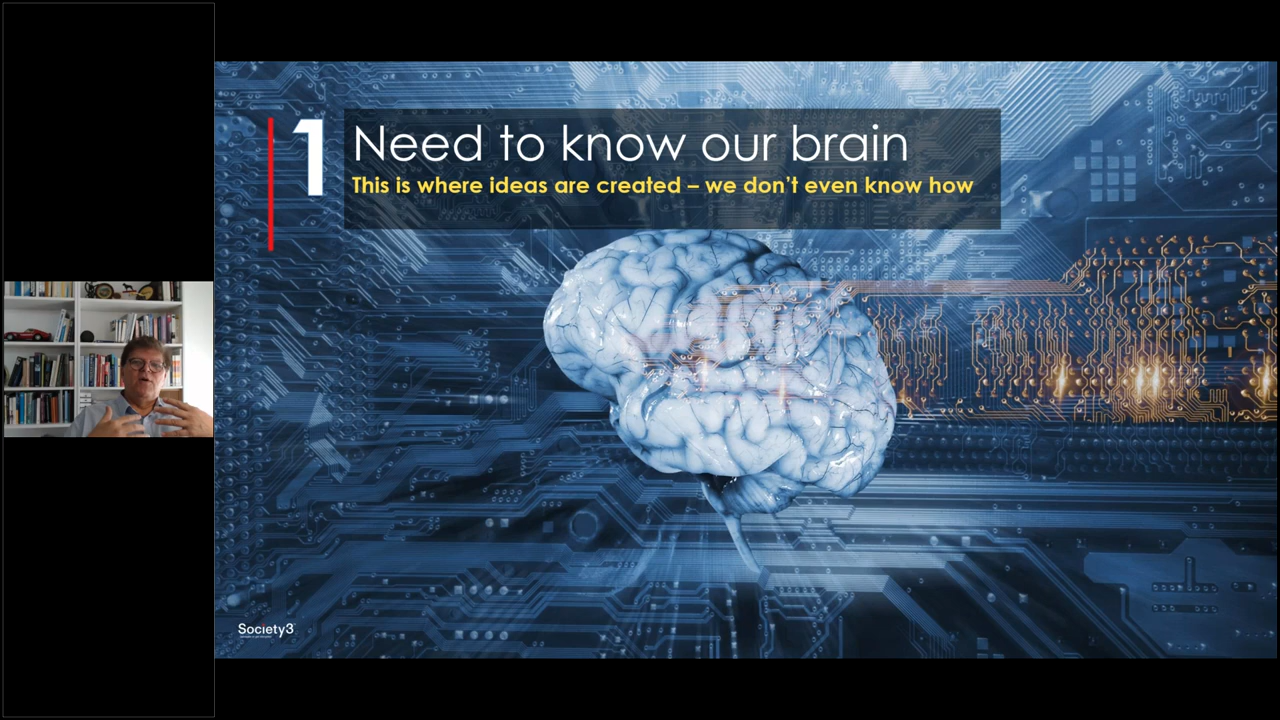 1
Need to know our brain
This is where ideas are created – we don't even know how
Society3